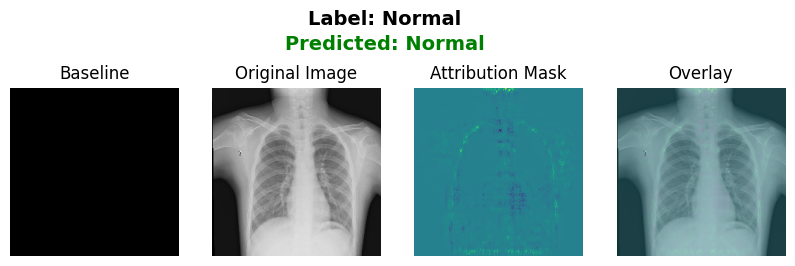 Label: Normal
Predicted: Normal
Baseline
Original Image
Attribution Mask
Overlay